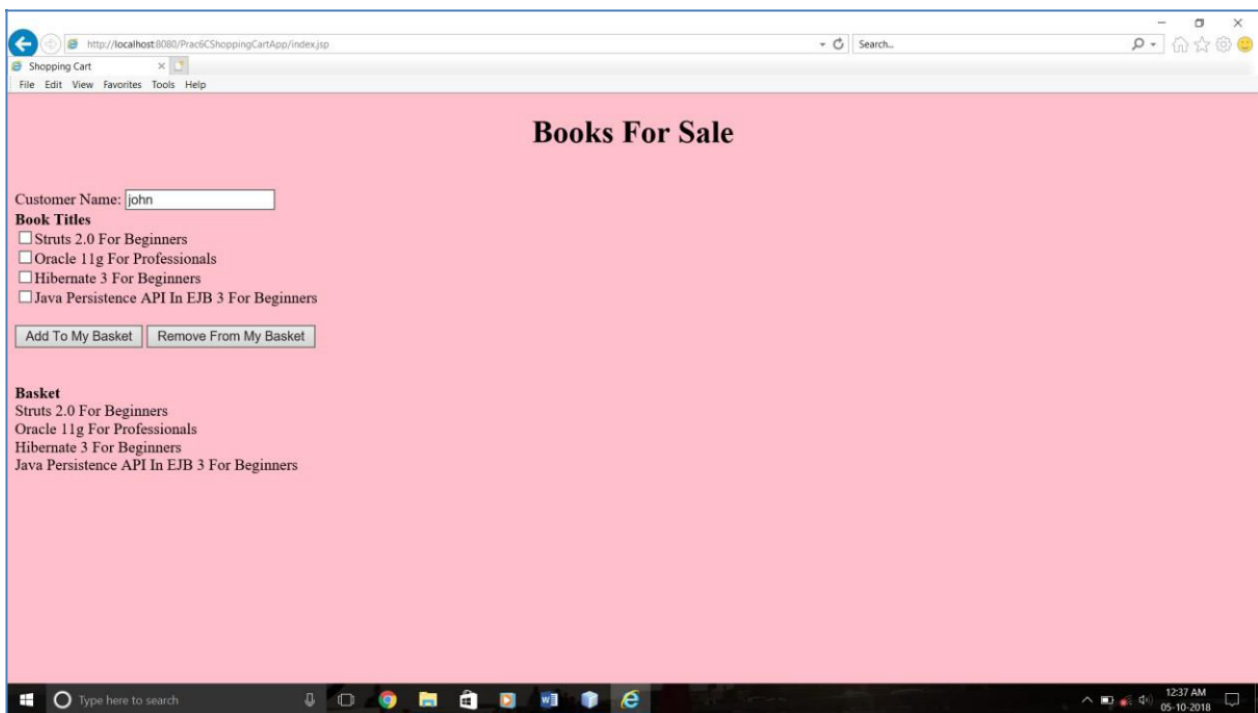 http://localhost:8080/Prac6CShoppingCartApp/index.jsp
Search...
Shopping Cart
File Edit View Favorites Tools Help
Books For Sale
Customer Name: john
Book Titles
Struts 2.0 For Beginners
Oracle 11g For Professionals
Hibernate 3 For Beginners
Java Persistence API In EJB 3 For Beginners
Add To My Basket Remove From My Basket
Basket
Struts 2.0 For Beginners
Oracle 11g For Professionals
Hibernate 3 For Beginners
Java Persistence API In EJB 3 For Beginners
Type here to search
12:37 AM
05-10-2018